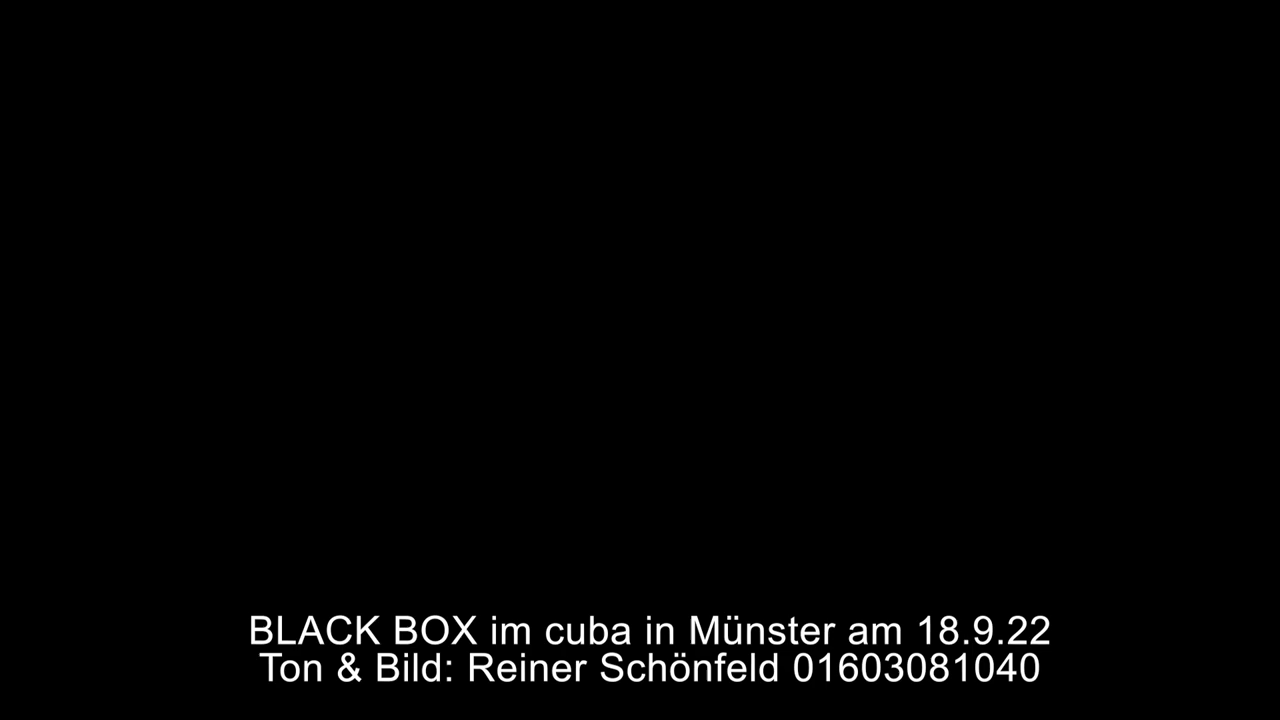 BLACK BOX im cuba in Münster am 18.9.22
Ton & Bild: Reiner Schönfeld 01603081040